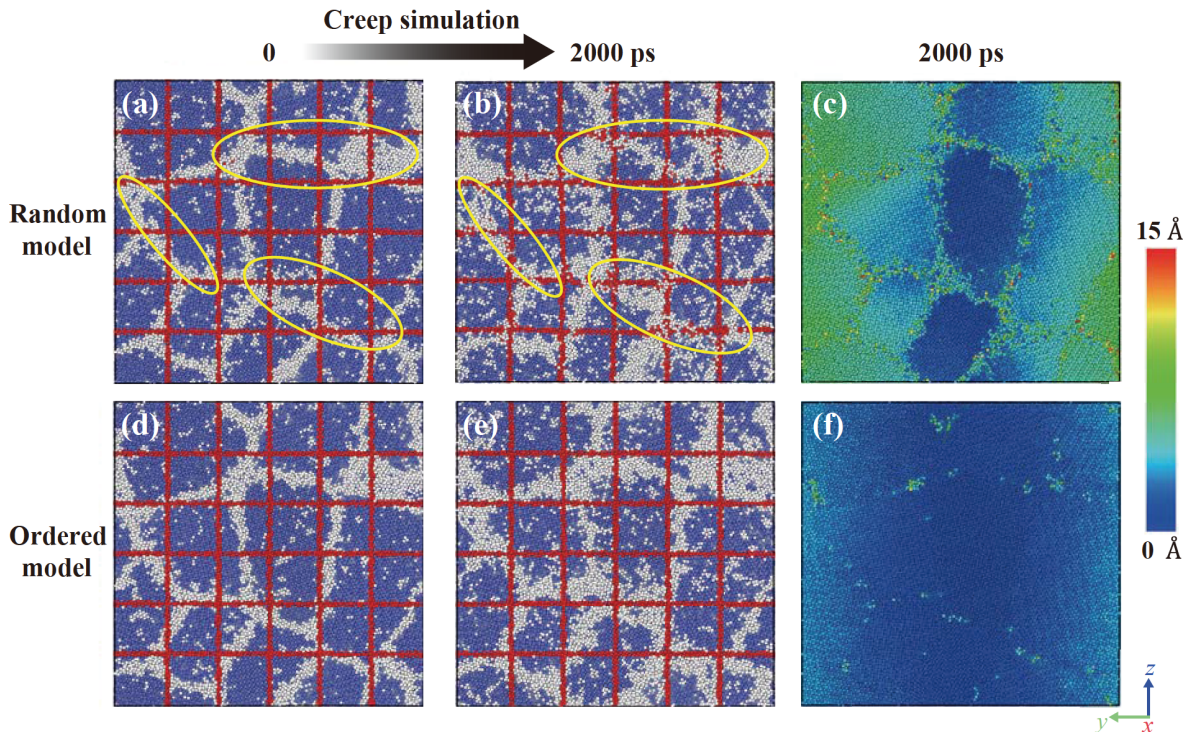 Creep simulation
0
2000 ps
2000 ps
(a)
(b)
(c)
Random
model
15 Å
0 Å
(d)
(e)
(f)
Ordered
model
z
y
x